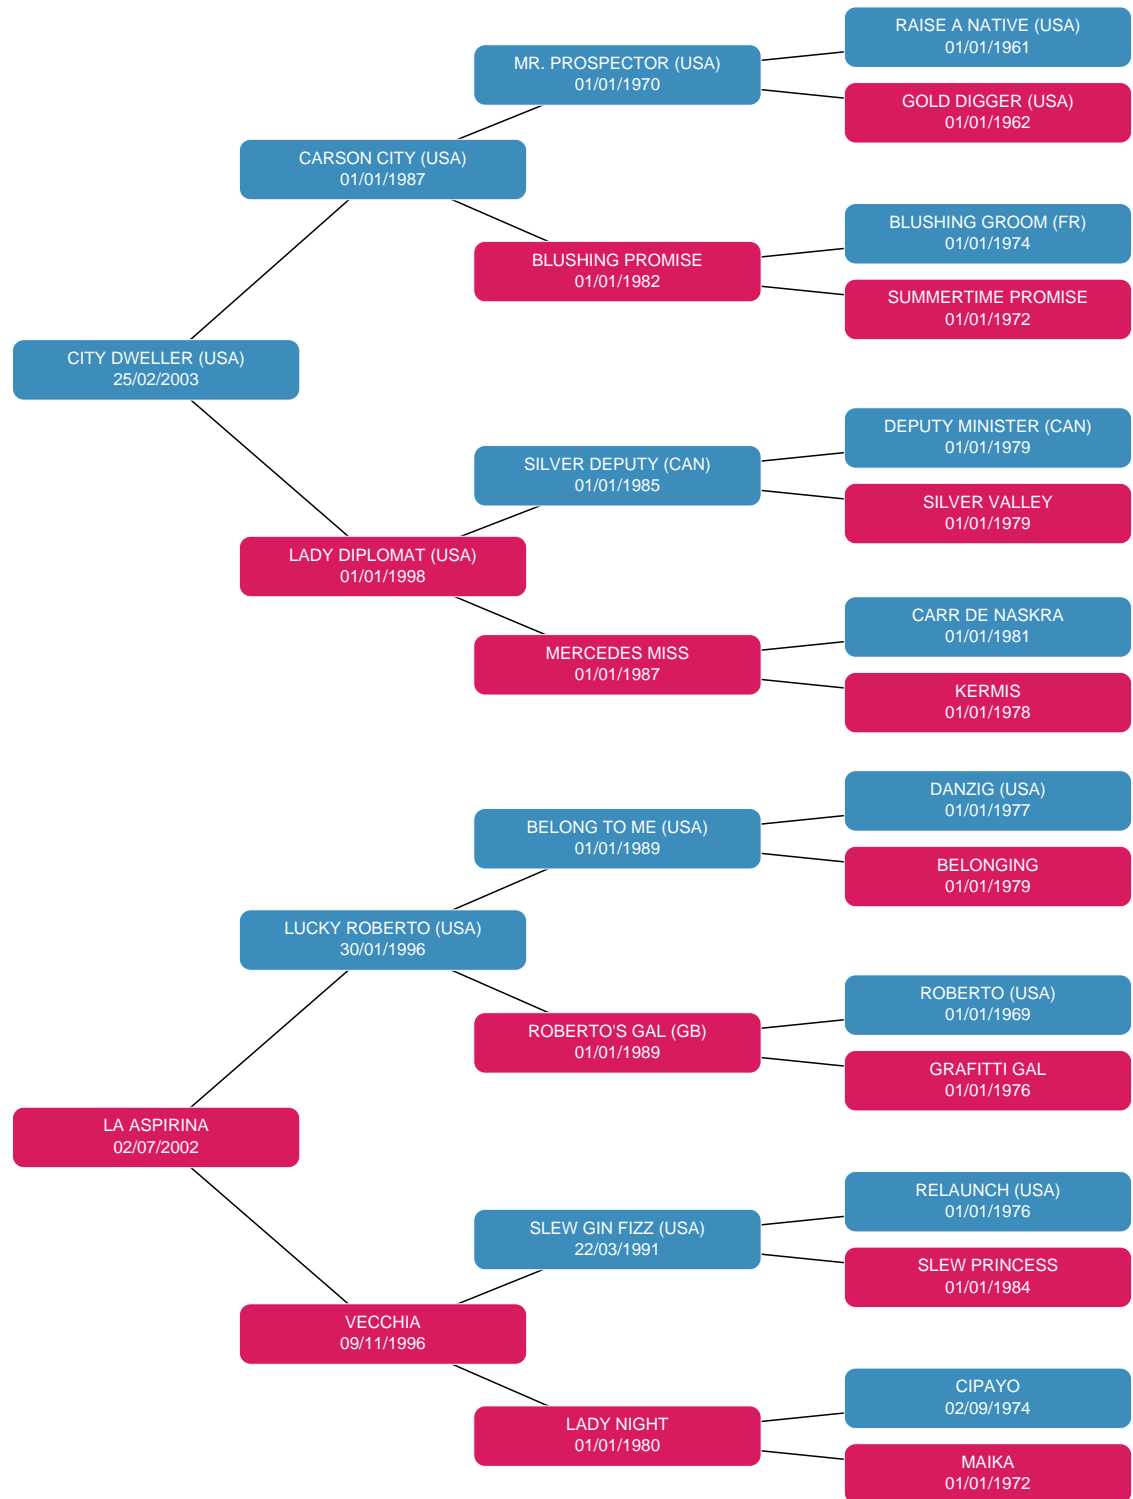 RAISE A NATIVE (USA)
01/01/1961
MR. PROSPECTOR (USA)
01/01/1970
GOLD DIGGER (USA)
01/01/1962
CARSON CITY (USA)
01/01/1987
BLUSHING GROOM (FR)
01/01/1974
BLUSHING PROMISE
01/01/1982
SUMMERTIME PROMISE
01/01/1972
CITY DWELLER (USA)
25/02/2003
DEPUTY MINISTER (CAN)
01/01/1979
SILVER DEPUTY (CAN)
01/01/1985
SILVER VALLEY
01/01/1979
LADY DIPLOMAT (USA)
01/01/1998
CARR DE NASKRA
01/01/1981
MERCEDES MISS
01/01/1987
KERMIS
01/01/1978
DANZIG (USA)
01/01/1977
BELONG TO ME (USA)
01/01/1989
BELONGING
01/01/1979
LUCKY ROBERTO (USA)
30/01/1996
ROBERTO (USA)
01/01/1969
ROBERTO'S GAL (GB)
01/01/1989
GRAFITTI GAL
01/01/1976
LA ASPIRINA
02/07/2002
RELAUNCH (USA)
01/01/1976
SLEW GIN FIZZ (USA)
22/03/1991
SLEW PRINCESS
01/01/1984
VECCHIA
09/11/1996
CIPAYO
02/09/1974
LADY NIGHT
01/01/1980
MAIKA
01/01/1972